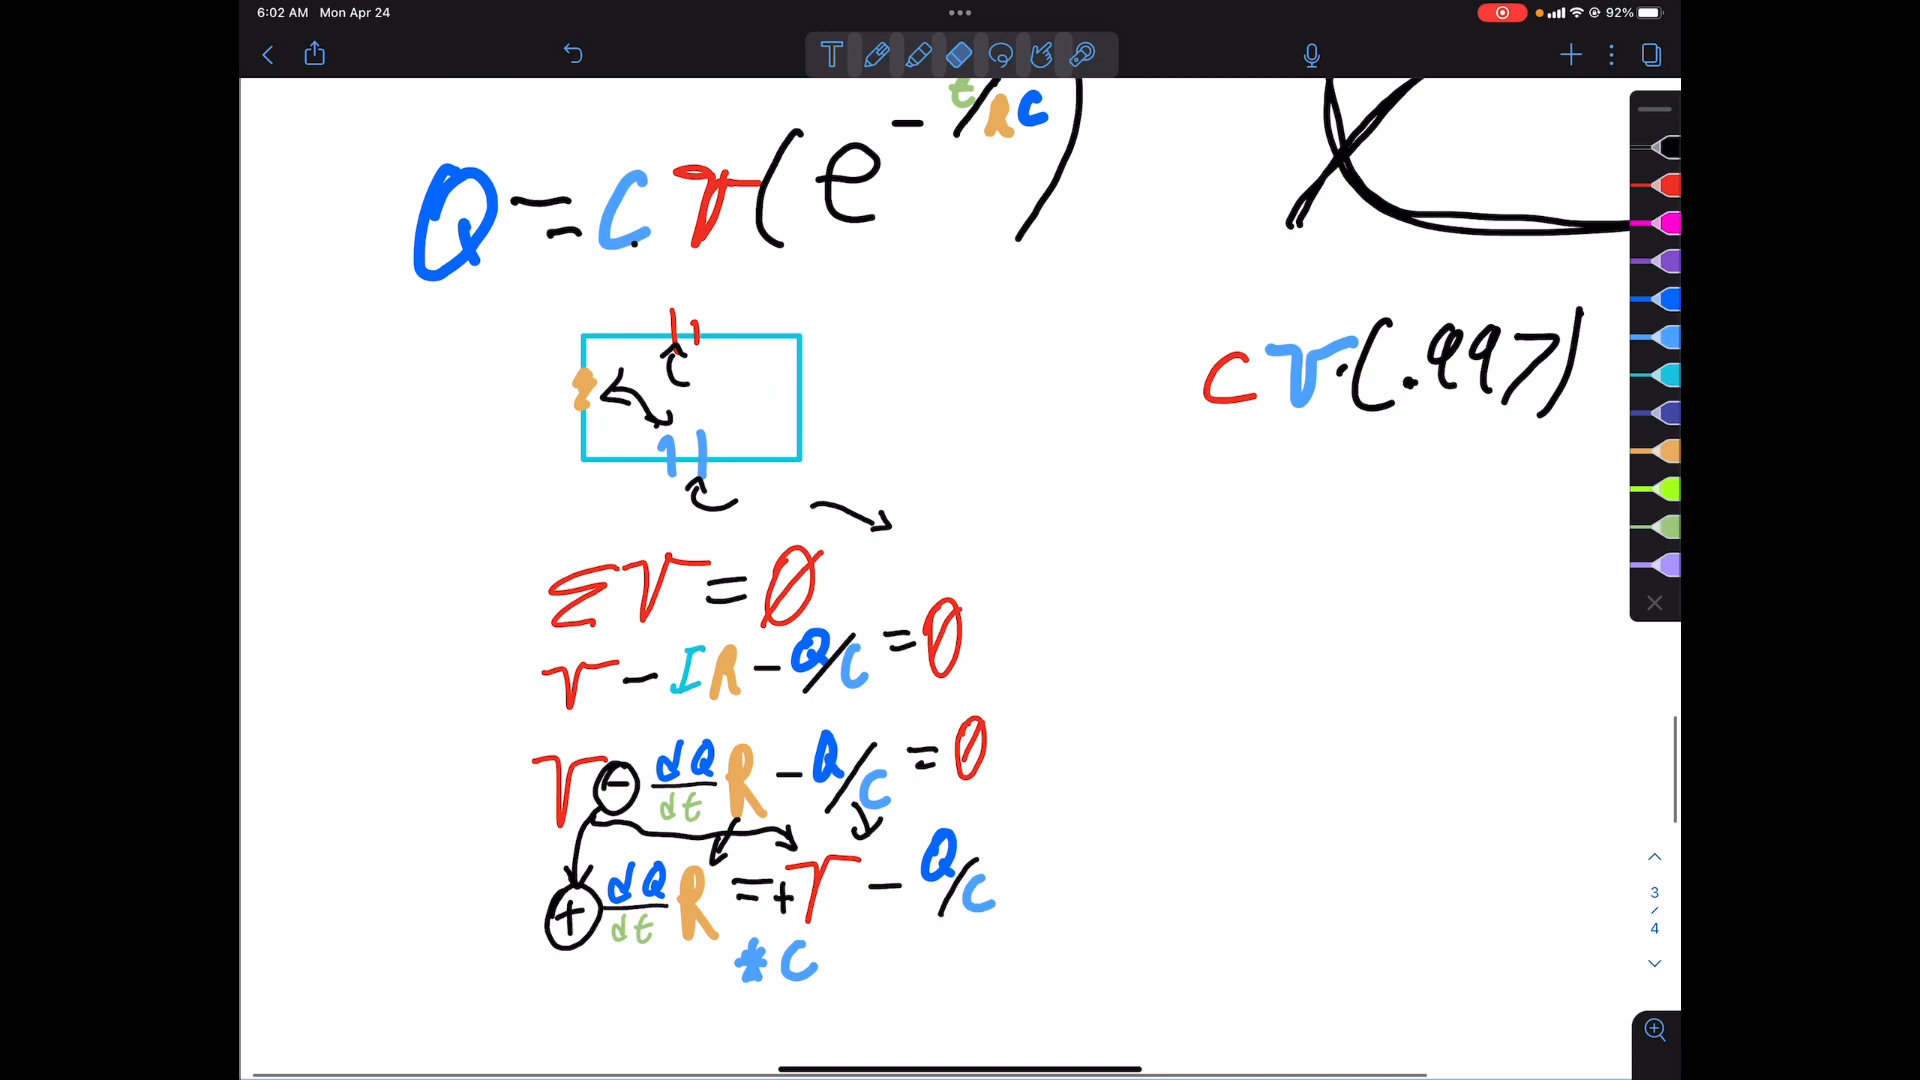 6:02 AM Mon Apr 24
92%
Q = CV(e^-t/RC)
CV·(.997)
ΣV = 0
V - IR - Q/C = 0
V - dQ/dt R - Q/C = 0
+ dQ/dt R = +V - Q/C
* C
3 / 4